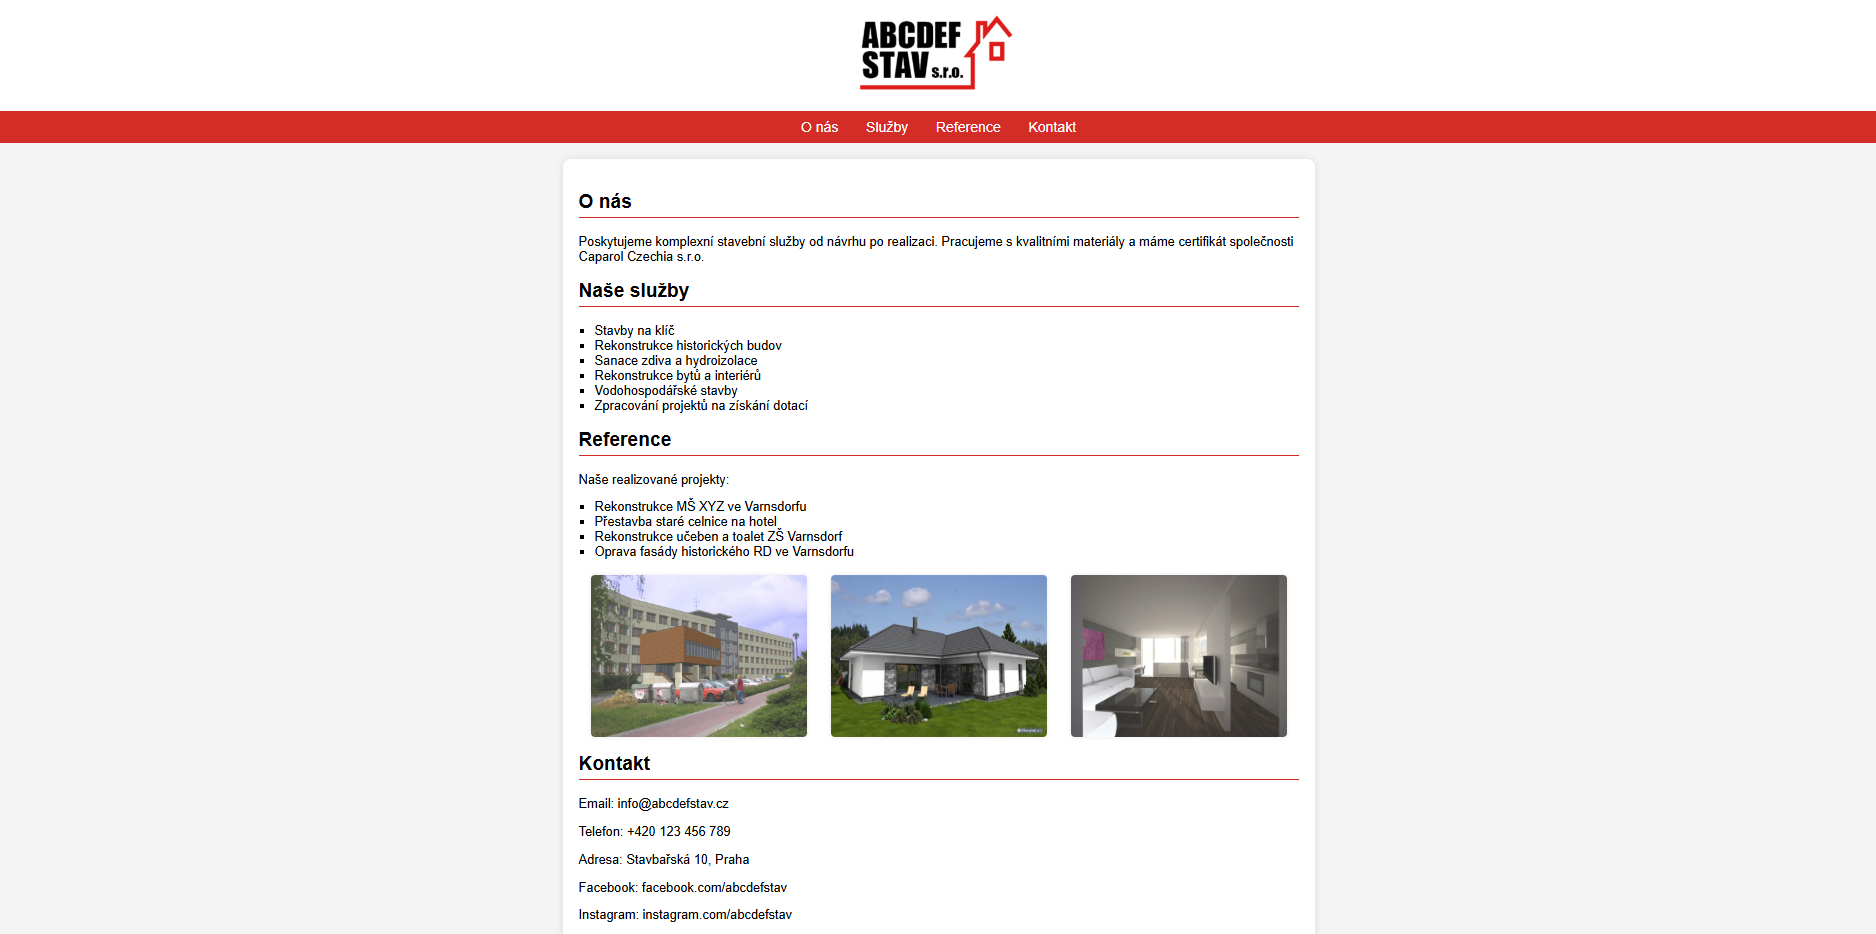 ABCDEF
STAV s.r.o.
O nás Služby Reference Kontakt
O nás
Poskytujeme komplexní stavební služby od návrhu po realizaci. Pracujeme s kvalitními materiály a máme certifikát společnosti
Caparol Czechia s.r.o.
Naše služby
Stavby na klíč
Rekonstrukce historických budov
Sanace zdiva a hydroizolace
Rekonstrukce bytů a interiérů
Vodohospodářské stavby
Zpracování projektů na získání dotací
Reference
Naše realizované projekty:
Rekonstrukce MŠ XYZ ve Varnsdorfu
Přestavba staré celnice na hotel
Rekonstrukce učeben a toalet ZŠ Varnsdorf
Oprava fasády historického RD ve Varnsdorfu
Kontakt
Email: info@abcdefstav.cz
Telefon: +420 123 456 789
Adresa: Stavbařská 10, Praha
Facebook: facebook.com/abcdefstav
Instagram: instagram.com/abcdefstav